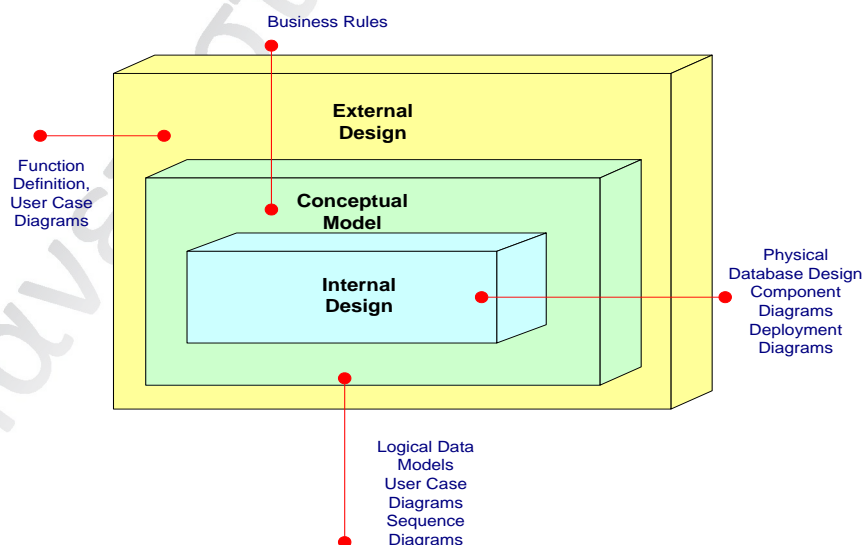 Business Rules
External
Design
Function
Definition,
User Case
Diagrams
Conceptual
Model
Internal
Design
Physical
Database Design
Component
Diagrams
Deployment
Diagrams
Logical Data
Models
User Case
Diagrams
Sequence
Diagrams